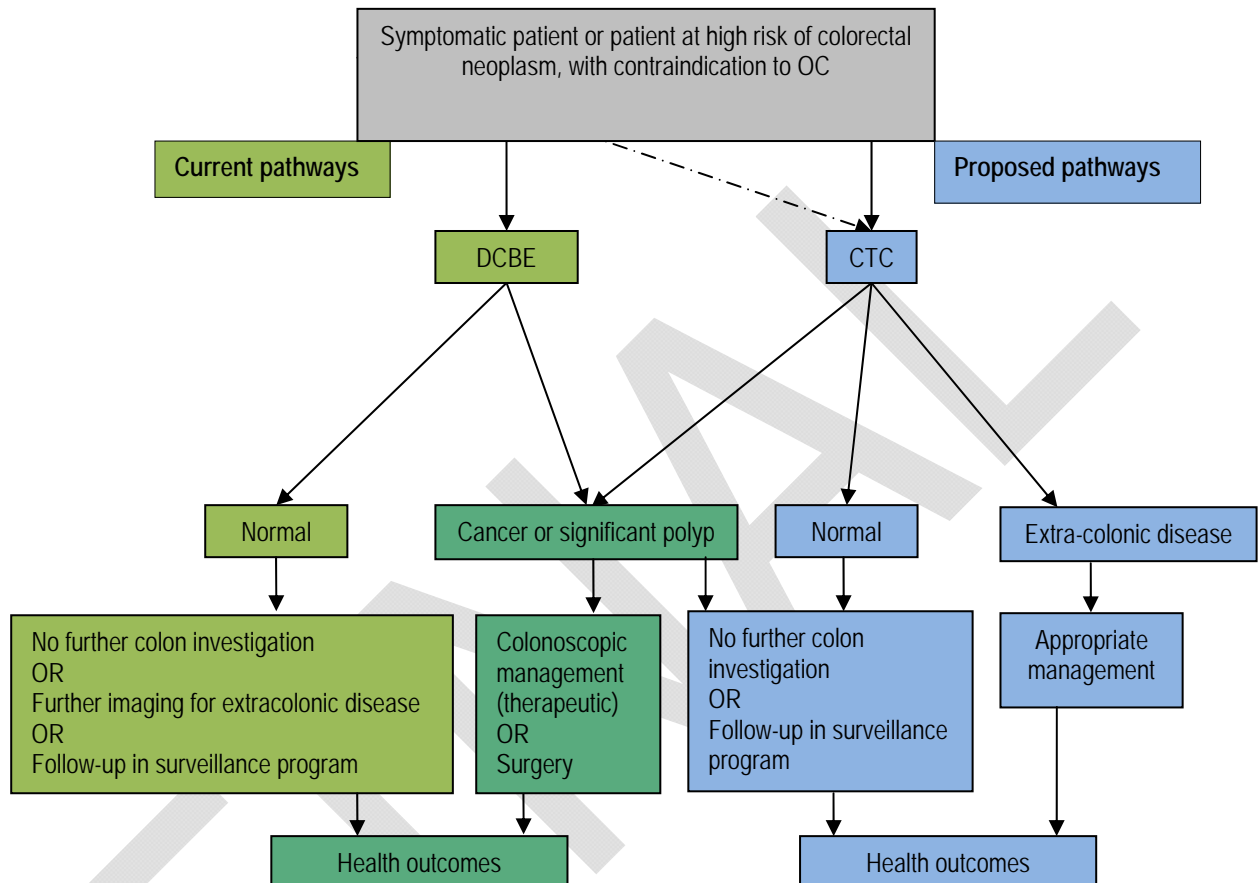 Symptomatic patient or patient at high risk of colorectal
neoplasm, with contraindication to OC
Current pathways
Proposed pathways
DCBE
CTC
Normal
Cancer or significant polyp
Normal
Extra-colonic disease
No further colon investigation
OR
Further imaging for extracolonic disease
OR
Follow-up in surveillance program
Colonoscopic
management
(therapeutic)
OR
Surgery
No further colon
investigation
OR
Follow-up in surveillance
program
Appropriate
management
Health outcomes
Health outcomes